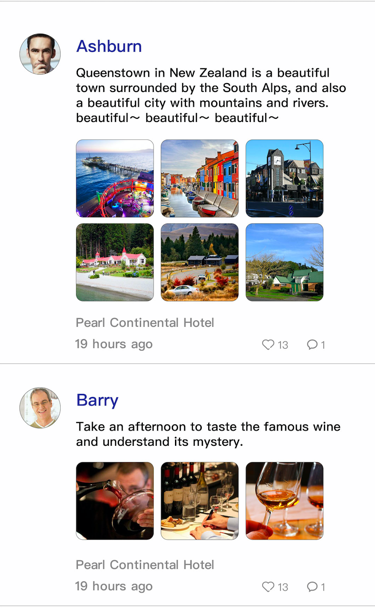 Ashburn
Queenstown in New Zealand is a beautiful
town surrounded by the South Alps, and also
a beautiful city with mountains and rivers.
beautiful～ beautiful～ beautiful～
Pearl Continental Hotel
19 hours ago
13
1
Barry
Take an afternoon to taste the famous wine
and understand its mystery.
Pearl Continental Hotel
19 hours ago
13
1